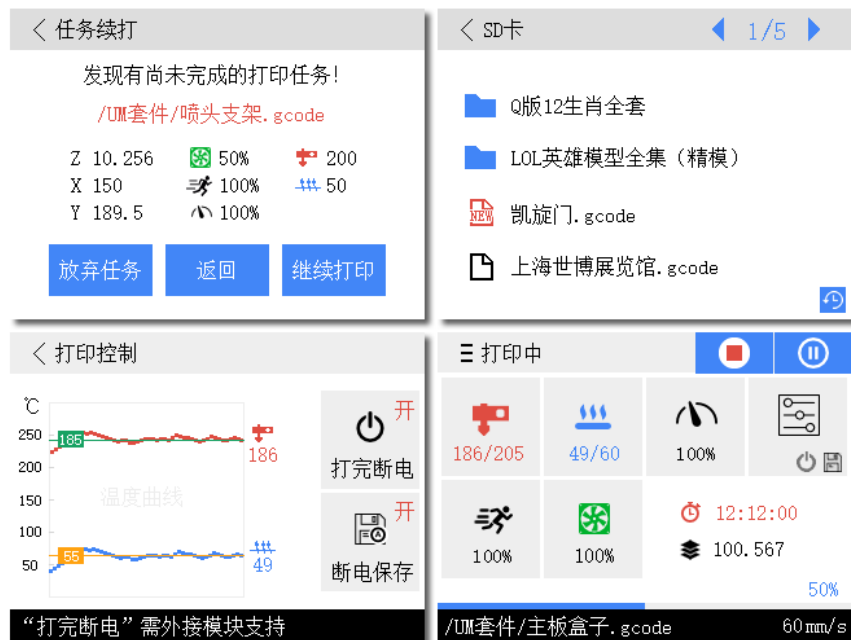 任务续打
发现有尚未完成的打印任务！
/UM套件/喷头支架.gcode
Z 10.256 50% 200
X 150 100% 50
Y 189.5 100%
放弃任务 返回 继续打印
SD卡 1/5
Q版12生肖全套
LOL英雄模型全集（精模）
NEW 凯旋门.gcode
上海世博展览馆.gcode
打印控制
℃
250 185
200
150
100
50 55
温度曲线
186
49
开
打完断电
开
A
断电保存
“打完断电”需外接模块支持
打印中
186/205 49/60 100%
100% 100%
12:12:00
100.567
50%
/UM套件/主板盒子.gcode 60mm/s